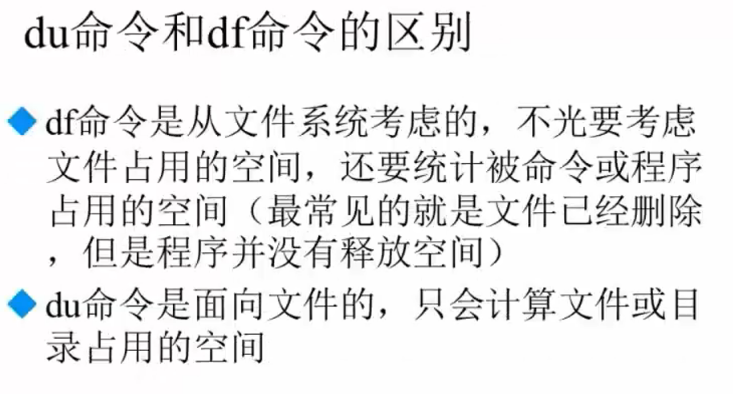 du命令和df命令的区别
df命令是从文件系统考虑的，不光要考虑
文件占用的空间，还要统计被命令或程序
占用的空间（最常见的就是文件已经删除
，但是程序并没有释放空间）
du命令是面向文件的，只会计算文件或目
录占用的空间